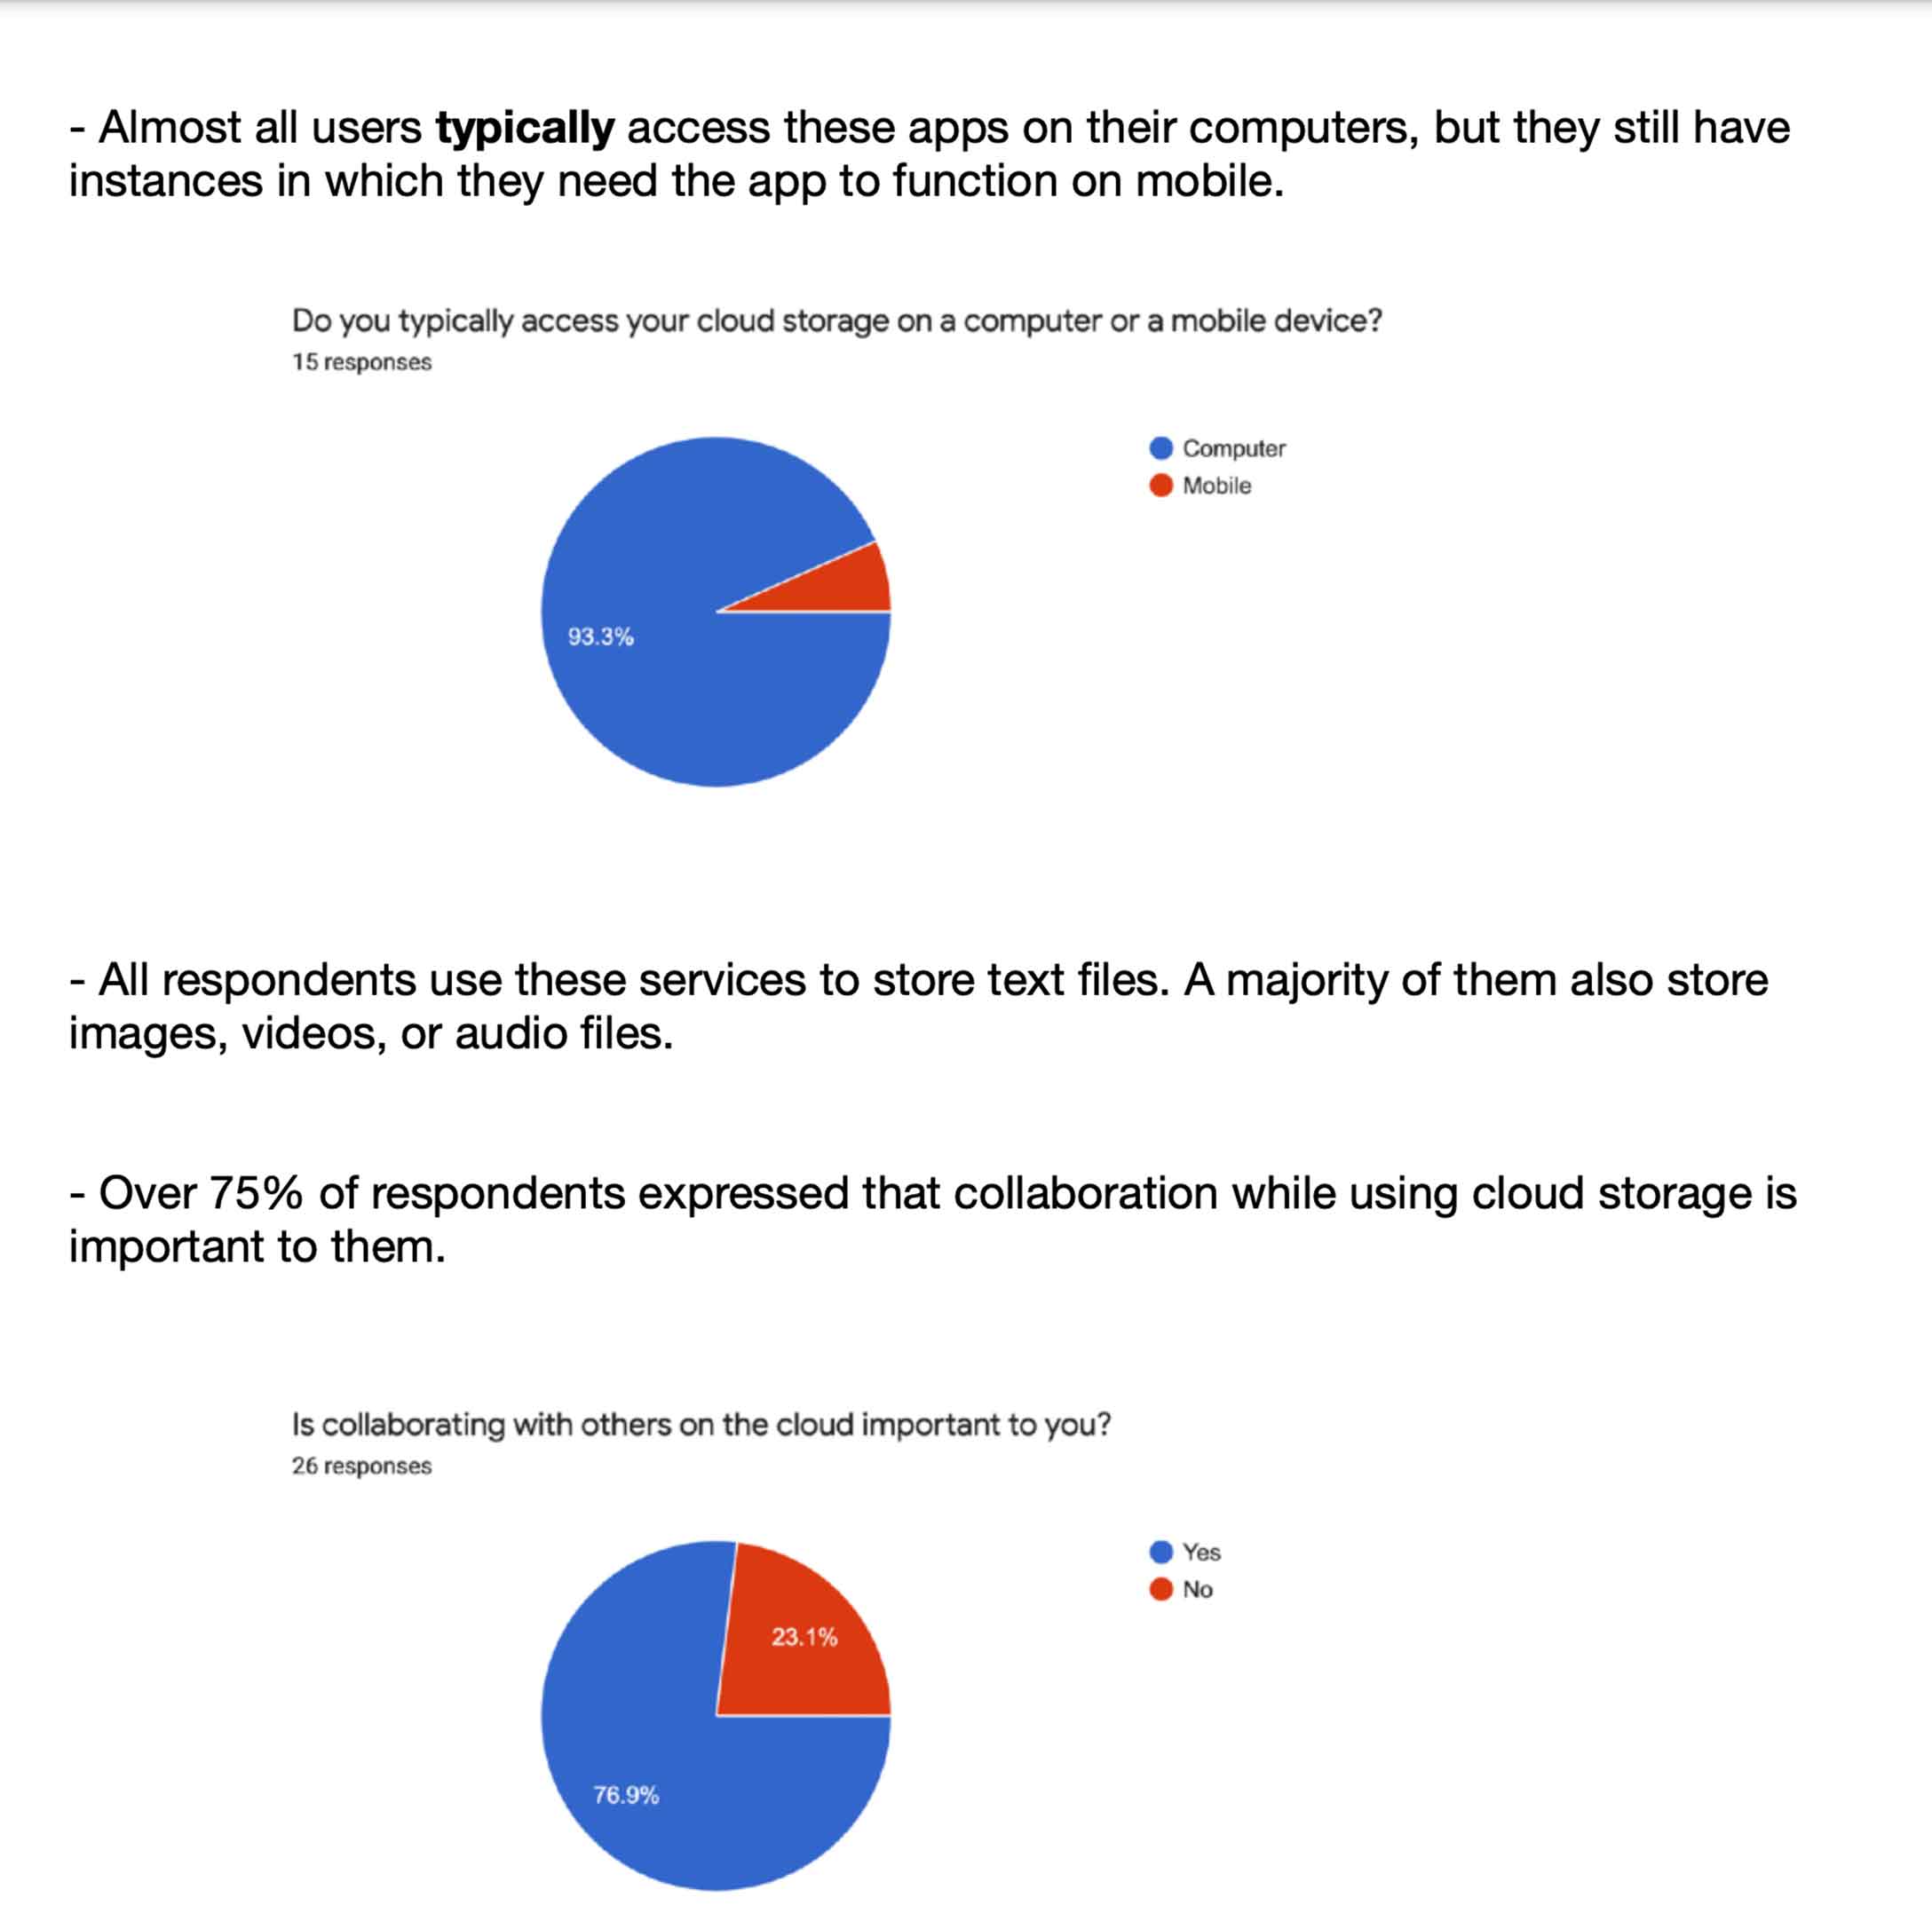 - Almost all users typically access these apps on their computers, but they still have
instances in which they need the app to function on mobile.
Do you typically access your cloud storage on a computer or a mobile device?
15 responses
Computer
Mobile
93.3%
- All respondents use these services to store text files. A majority of them also store
images, videos, or audio files.
- Over 75% of respondents expressed that collaboration while using cloud storage is
important to them.
Is collaborating with others on the cloud important to you?
26 responses
Yes
No
23.1%
76.9%